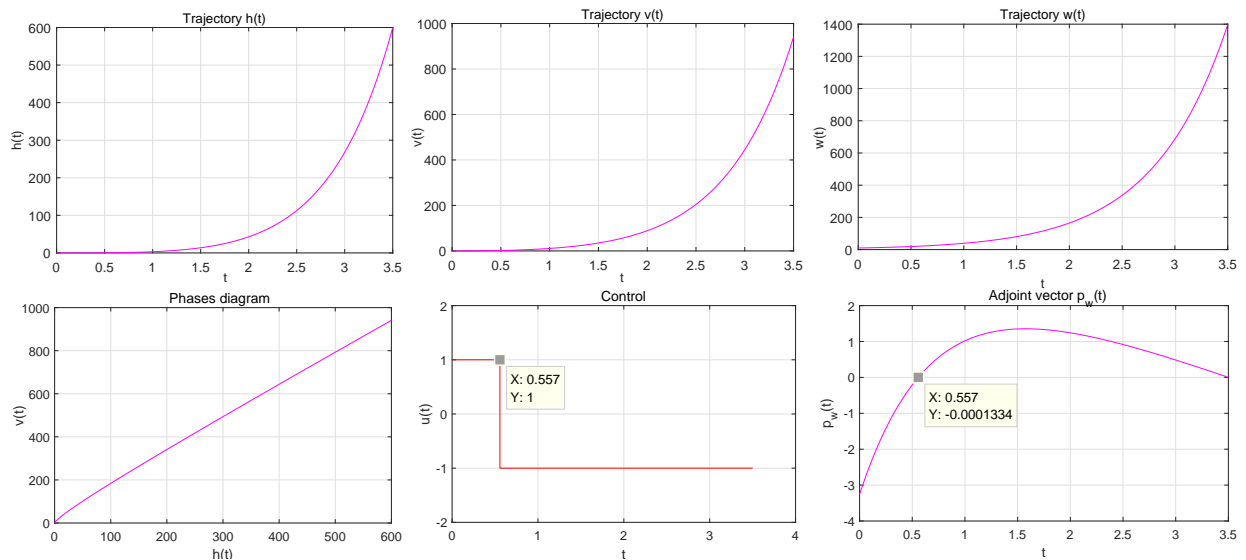 Trajectory h(t)
600
500
400
300
200
100
0
h(t)
0 0.5 1 1.5 2 2.5 3 3.5
t
Trajectory v(t)
1000
800
600
400
200
0
v(t)
0 0.5 1 1.5 2 2.5 3 3.5
t
Trajectory w(t)
1400
1200
1000
800
600
400
200
0
w(t)
0 0.5 1 1.5 2 2.5 3 3.5
t
Phases diagram
1000
800
600
400
200
0
v(t)
0 100 200 300 400 500 600
h(t)
Control
2
1
0
-1
-2
u(t)
X: 0.557
Y: 1
0 1 2 3 4
t
Adjoint vector p_w(t)
2
1
0
-1
-2
-3
-4
p_w(t)
X: 0.557
Y: -0.0001334
0 0.5 1 1.5 2 2.5 3 3.5
t